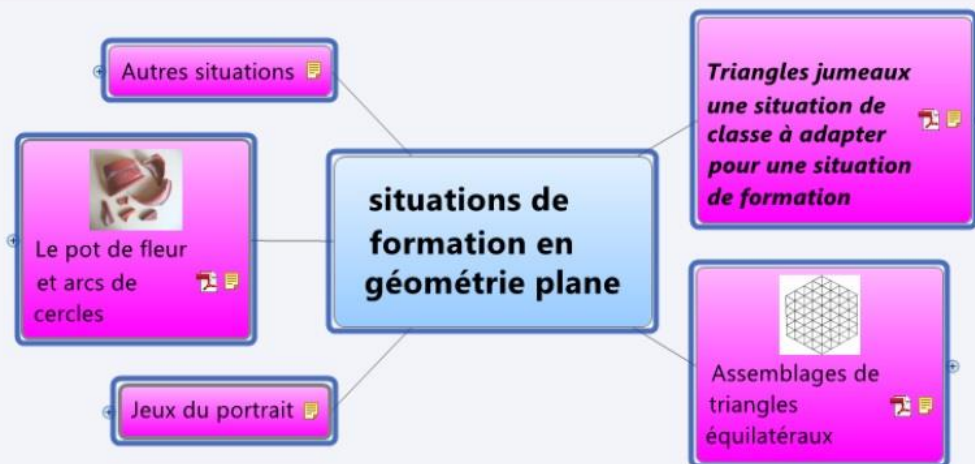 Autres situations
Triangles jumeaux
une situation de
classe à adapter
pour une situation
de formation
situations de
formation en
géométrie plane
Le pot de fleur
et arcs de
cercles
Jeux du portrait
Assemblages de
triangles
équilatéraux